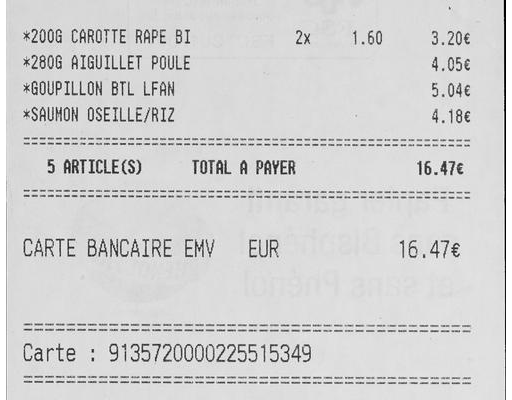 *200G CAROTTE RAPE BI 2x 1.60 3.20€
*280G AIGUILLET POULE 4.05€
*GOUPILLON BTL LFAN 5.04€
*SAUMON OSEILLE/RIZ 4.18€
5 ARTICLE(S) TOTAL A PAYER 16.47€
CARTE BANCAIRE EMV EUR 16.47€
Carte : 9135720000225515349